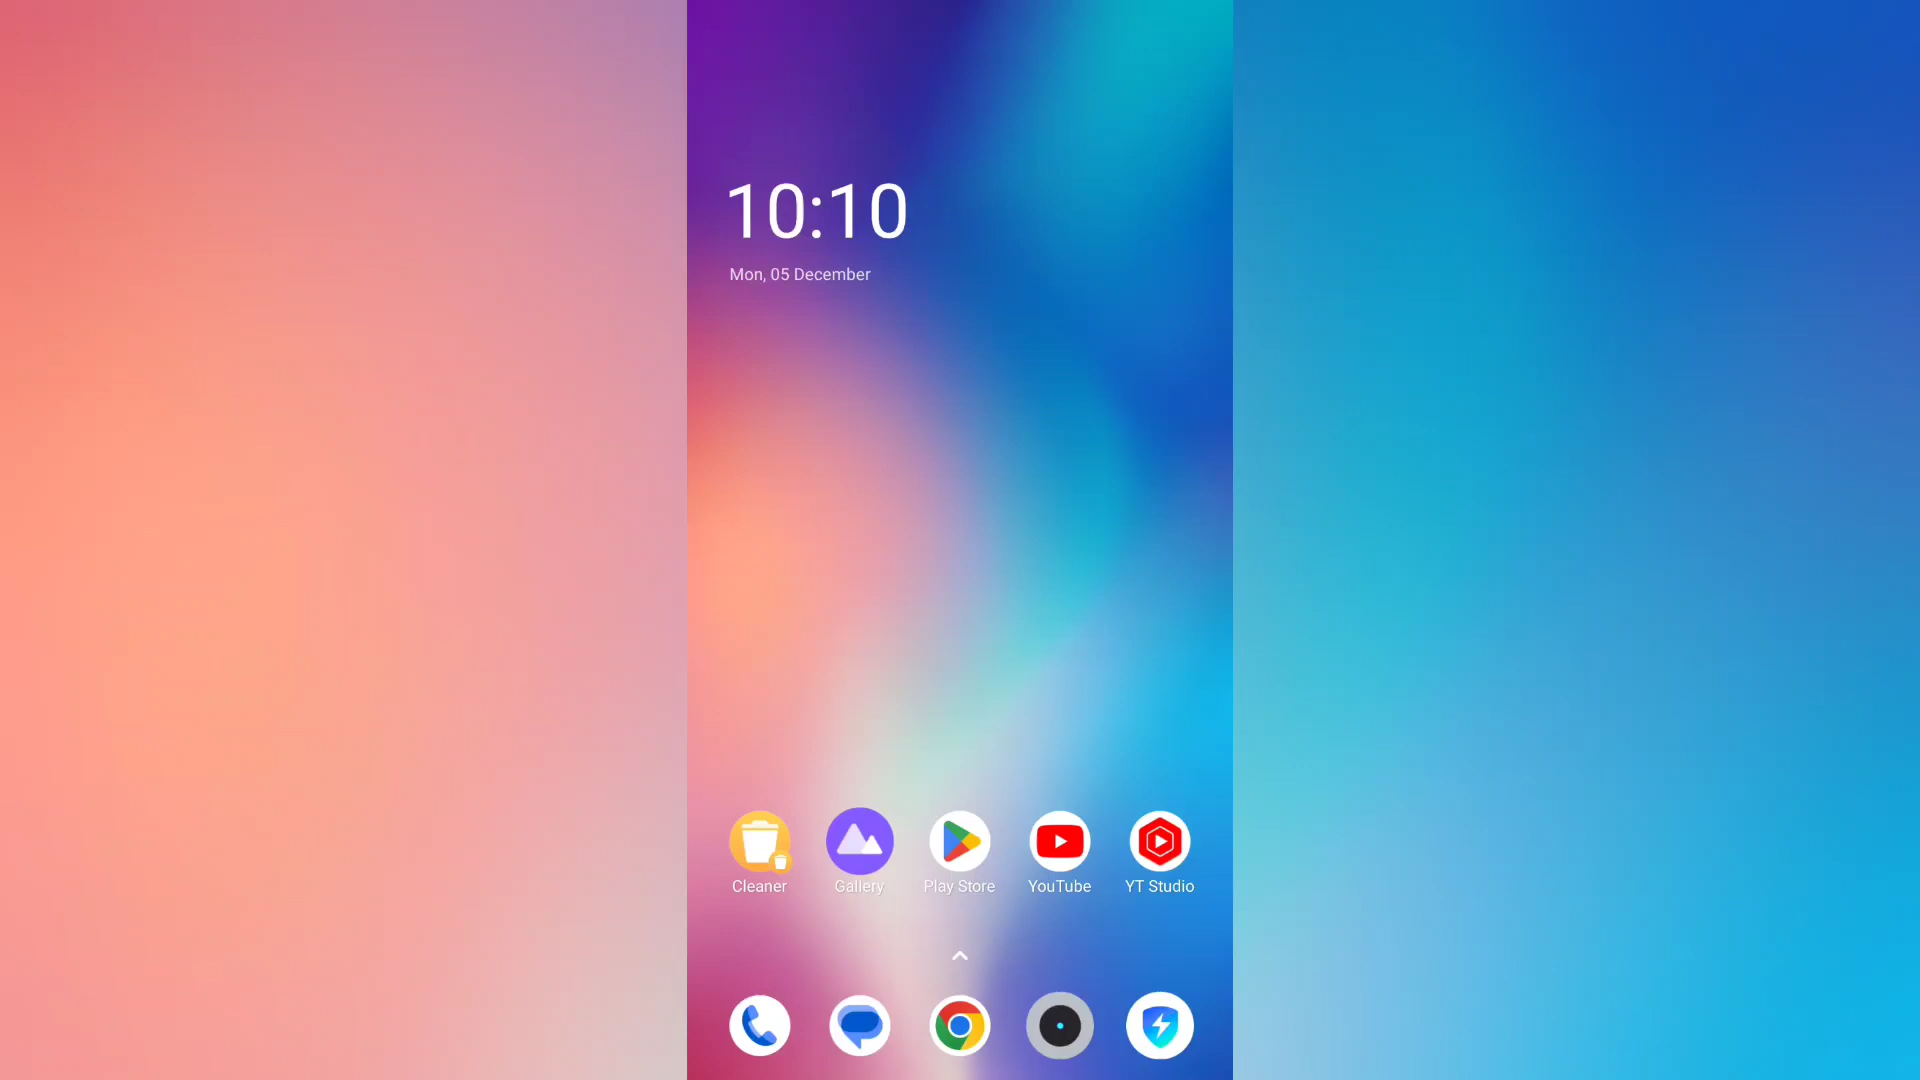 10:10
Mon, 05 December
Cleaner
Gallery
Play Store
YouTube
YT Studio